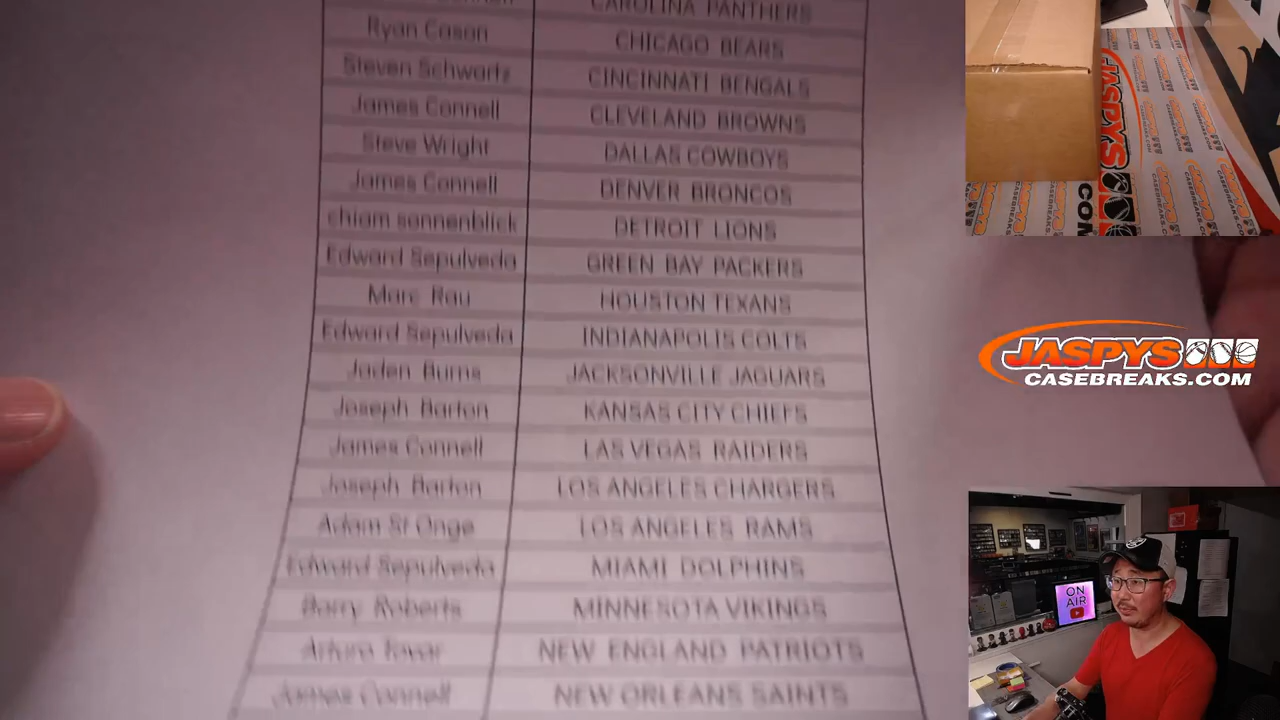 CAROLINA PANTHERS
Ryan Cason CHICAGO BEARS
Steven Schwartz CINCINNATI BENGALS
James Connell CLEVELAND BROWNS
Steve Wright DALLAS COWBOYS
James Connell DENVER BRONCOS
chiam sonnenblick DETROIT LIONS
Edward Sepulveda GREEN BAY PACKERS
Marc Rau HOUSTON TEXANS
Edward Sepulveda INDIANAPOLIS COLTS
Jaden Burns JACKSONVILLE JAGUARS
Joseph Barton KANSAS CITY CHIEFS
James Connell LAS VEGAS RAIDERS
Joseph Barton LOS ANGELES CHARGERS
Adam St Onge LOS ANGELES RAMS
Edward Sepulveda MIAMI DOLPHINS
Barry Roberts MINNESOTA VIKINGS
Arturo Tovar NEW ENGLAND PATRIOTS
James Connell NEW ORLEANS SAINTS
JASPYS
JASPYS
CASEBREAKS.COM
ON
AIR